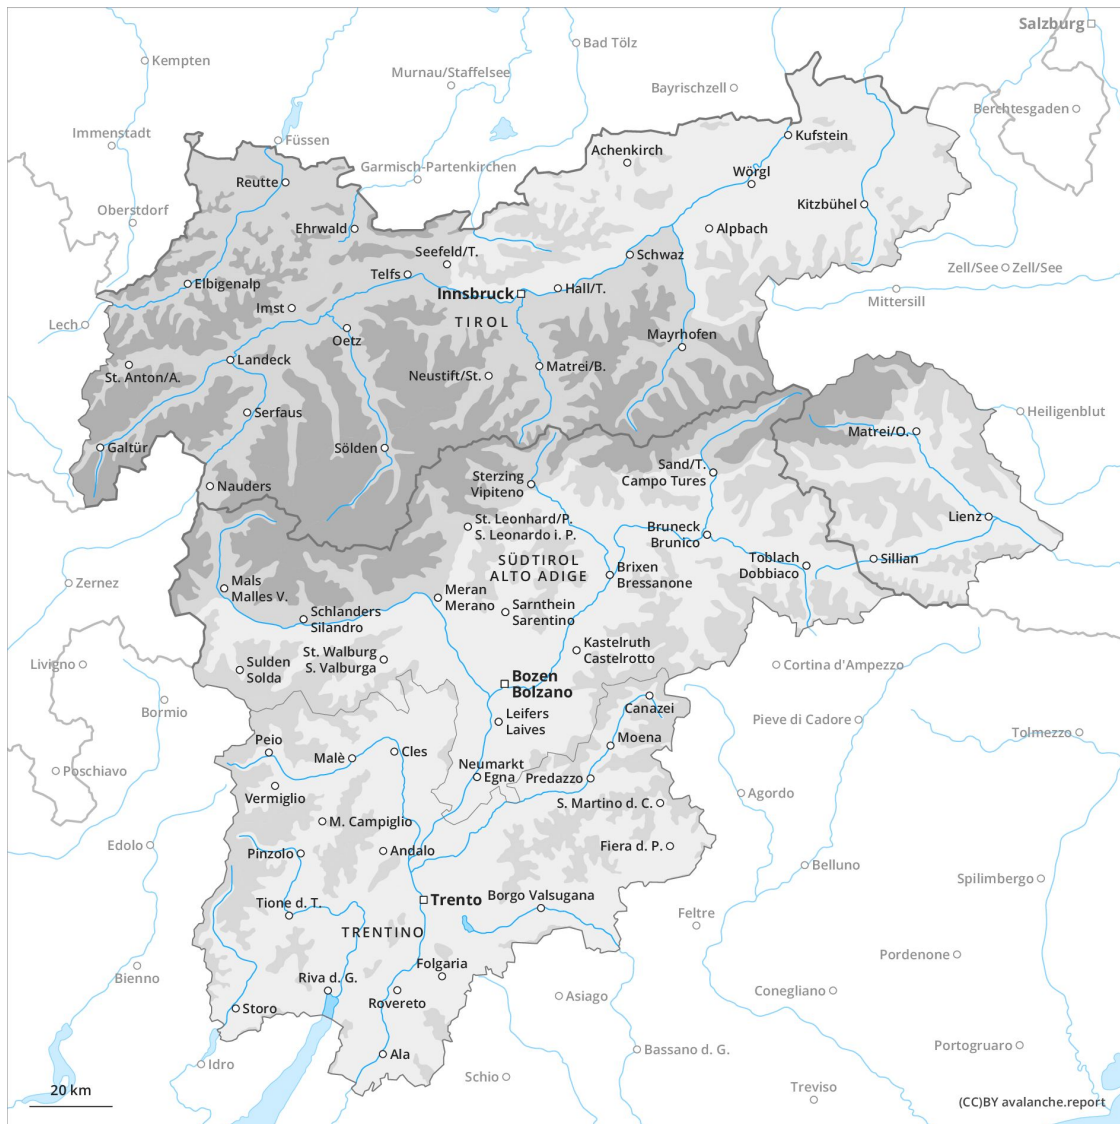 Salzburg
Bad Tölz
Kempten
Murnau/Staffelsee
Bayrischzell
Berchtesgaden
Immenstadt
Füssen
Kufstein
Achenkirch
Garmisch-Partenkirchen
Wörgl
Reutte
Kitzbühel
Oberstdorf
Ehrwald
Alpbach
Seefeld/T.
Schwaz
Telfs
Zell/See
Zell/See
Elbigenalp
Innsbruck
Hall/T.
Mittersill
Imst
TIROL
Lech
Oetz
Mayrhofen
Landeck
Matrei/B.
St. Anton/A.
Neustift/St.
Serfaus
Heiligenblut
Matrei/O.
Galtür
Sölden
Sterzing
Vipiteno
Sand/T.
Campo Tures
Nauders
St. Leonhard/P.
S. Leonardo i. P.
Lienz
Bruneck
Brunico
SÜDTIROL
ALTO ADIGE
Toblach
Dobbiaco
Sillian
Brixen
Bressanone
Zernez
Mals
Malles V.
Meran
Merano
Sarnthein
Sarentino
Schlanders
Silandro
Kastelruth
Castelrotto
St. Walburg
S. Valburga
Livigno
Sulden
Solda
Cortina d'Ampezzo
Bozen
Bolzano
Canazei
Bormio
Leifers
Laives
Pieve di Cadore
Moena
Tolmezzo
Peio
Malè
Cles
Poschiavo
Neumarkt
Egna
Predazzo
Vermiglio
Agordo
S. Martino d. C.
M. Campiglio
Edolo
Pinzolo
Andalo
Fiera d. P.
Belluno
Spilimbergo
Tione d. T.
Trento
Borgo Valsugana
Feltre
TRENTINO
Pordenone
Bienno
Folgaria
Riva d. G.
Conegliano
Rovereto
Asiago
Storo
Portogruaro
Bassano d. G.
Ala
Idro
Schio
Treviso
20 km
(CC)BY avalanche.report